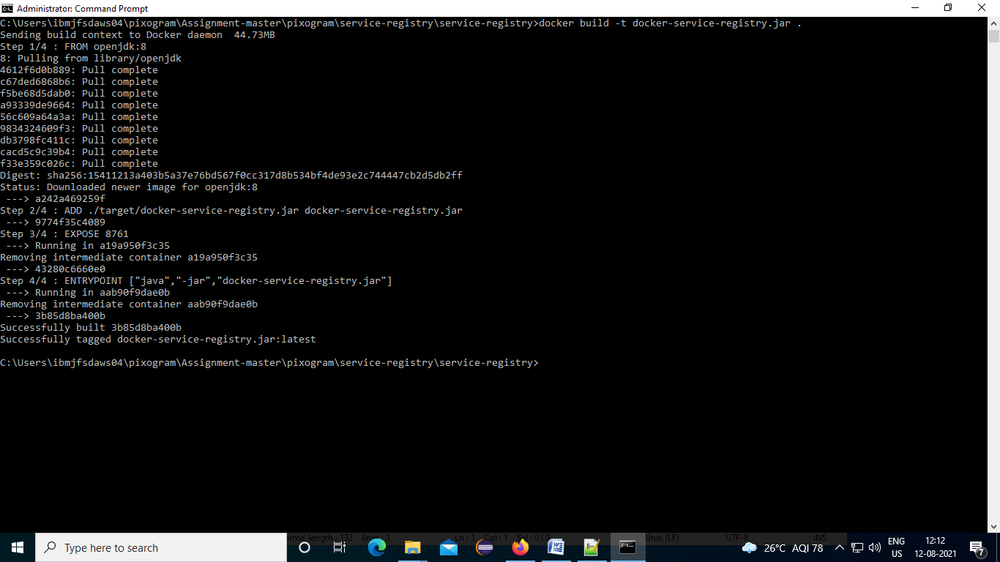 Administrator: Command Prompt
C:\Users\ibmjfsdaws04\pixogram\Assignment-master\pixogram\service-registry\service-registry>docker build -t docker-service-registry.jar .
Sending build context to Docker daemon  44.73MB
Step 1/4 : FROM openjdk:8
8: Pulling from library/openjdk
4612f6d0b889: Pull complete
c67ded6868b6: Pull complete
f5be68d5dab0: Pull complete
a93339de9664: Pull complete
56c609a64a3a: Pull complete
9834324609f3: Pull complete
db3798fc411c: Pull complete
cacd5c9c39b4: Pull complete
f33e359c026c: Pull complete
Digest: sha256:15411213a403b5a37e76bd567f0cc317d8b534bf4de93e2c744447cb2d5db2ff
Status: Downloaded newer image for openjdk:8
 ---> a242a469259f
Step 2/4 : ADD ./target/docker-service-registry.jar docker-service-registry.jar
 ---> 9774f35c4089
Step 3/4 : EXPOSE 8761
 ---> Running in a19a950f3c35
Removing intermediate container a19a950f3c35
 ---> 43280c6660e0
Step 4/4 : ENTRYPOINT ["java","-jar","docker-service-registry.jar"]
 ---> Running in aab90f9dae0b
Removing intermediate container aab90f9dae0b
 ---> 3b85d8ba400b
Successfully built 3b85d8ba400b
Successfully tagged docker-service-registry.jar:latest
C:\Users\ibmjfsdaws04\pixogram\Assignment-master\pixogram\service-registry\service-registry>
length : 133 lines : 3 Ln : 1 Col : 1 Sel : 0 | 0 Unix (LF) UTF-8 INS
Type here to search
26°C AQI 78
ENG
US
12:12
12-08-2021
7